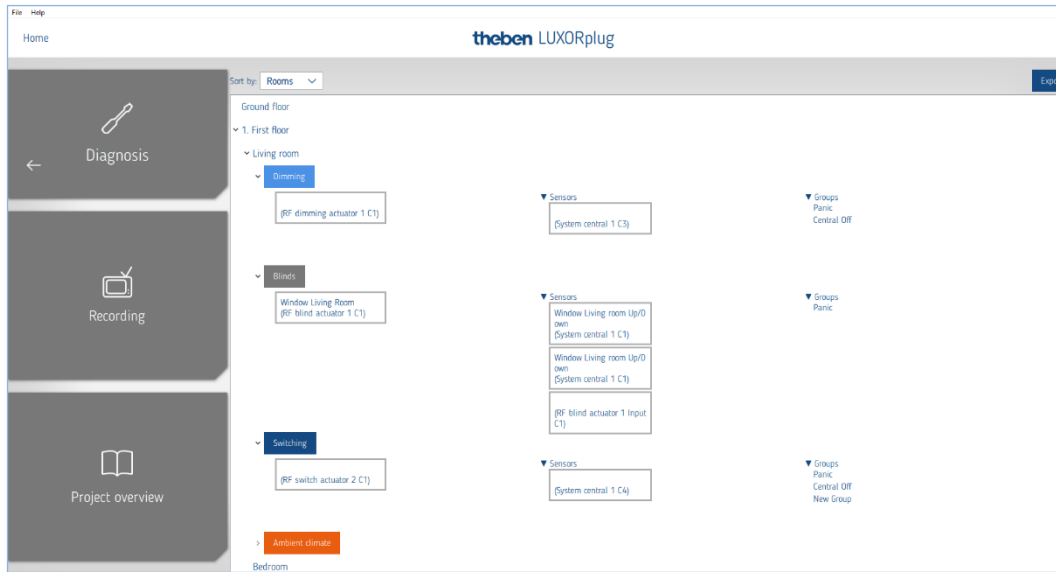 File Help
Home
theben LUXORplug
Sort by: Rooms
Diagnosis
Recording
Project overview
Ground floor
1. First floor
Living room
Dimming
(RF dimming actuator 1 C1)
Sensors
(System central 1 C3)
Groups
Panic
Central Off
Blinds
Window Living Room
(RF blind actuator 1 C1)
Sensors
Window Living room Up/D
own
(System central 1 C1)
Window Living room Up/D
own
(System central 1 C1)
(RF blind actuator 1 Input
C1)
Groups
Panic
Switching
(RF switch actuator 2 C1)
Sensors
(System central 1 C4)
Groups
Panic
Central Off
New Group
Ambient climate
Bedroom